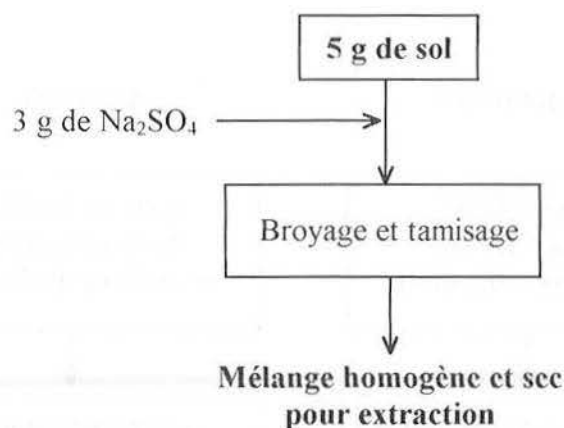 5 g de sol
3 g de Na₂SO₄
Broyage et tamisage
Mélange homogène et sec
pour extraction